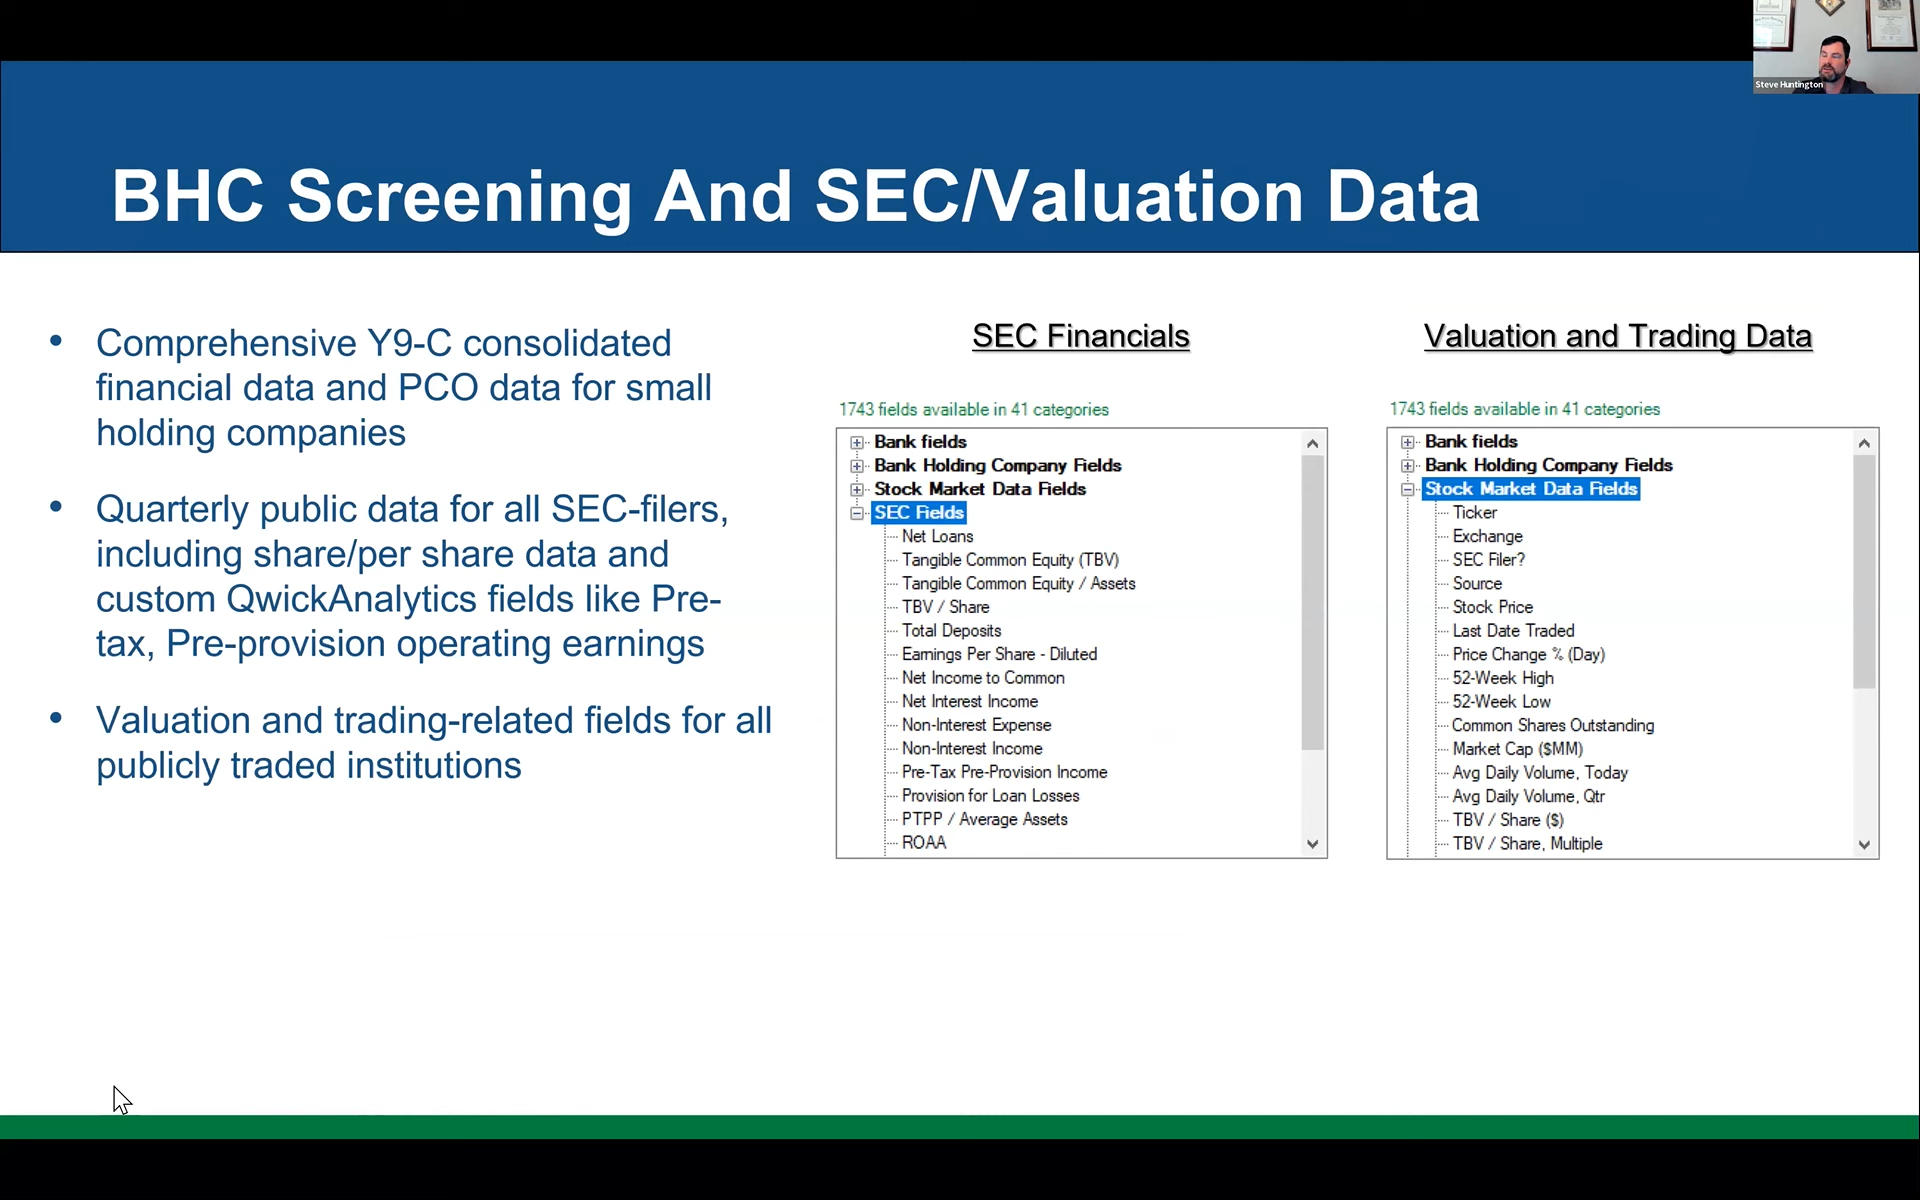 Steve Huntington
BHC Screening And SEC/Valuation Data
• Comprehensive Y9-C consolidated
financial data and PCO data for small
holding companies
• Quarterly public data for all SEC-filers,
including share/per share data and
custom QwickAnalytics fields like Pre-
tax, Pre-provision operating earnings
• Valuation and trading-related fields for all
publicly traded institutions
SEC Financials
1743 fields available in 41 categories
Bank fields
Bank Holding Company Fields
Stock Market Data Fields
SEC Fields
Net Loans
Tangible Common Equity (TBV)
Tangible Common Equity / Assets
TBV / Share
Total Deposits
Earnings Per Share - Diluted
Net Income to Common
Net Interest Income
Non-Interest Expense
Non-Interest Income
Pre-Tax Pre-Provision Income
Provision for Loan Losses
PTPP / Average Assets
ROAA
Valuation and Trading Data
1743 fields available in 41 categories
Bank fields
Bank Holding Company Fields
Stock Market Data Fields
Ticker
Exchange
SEC Filer?
Source
Stock Price
Last Date Traded
Price Change % (Day)
52-Week High
52-Week Low
Common Shares Outstanding
Market Cap ($MM)
Avg Daily Volume, Today
Avg Daily Volume, Qtr
TBV / Share ($)
TBV / Share, Multiple